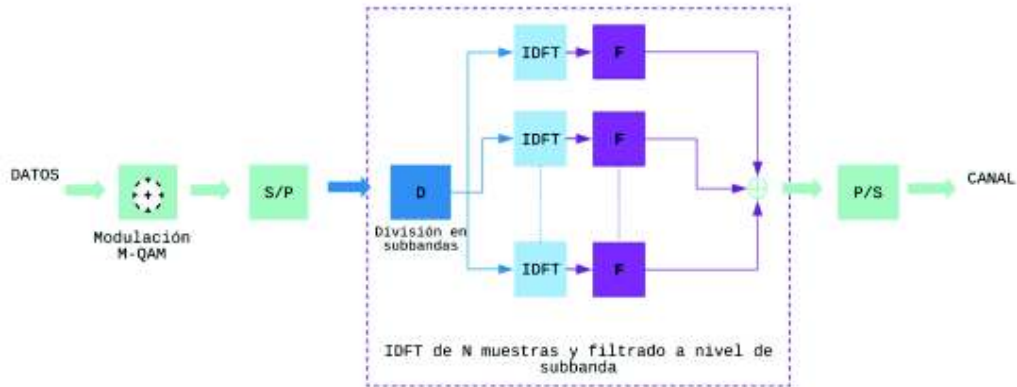 IDFT
F
IDFT
F
DATOS
S/P
D
P/S
CANAL
Modulación
M-QAM
División en
subbandas
IDFT
F
IDFT de N muestras y filtrado a nivel de
subbanda